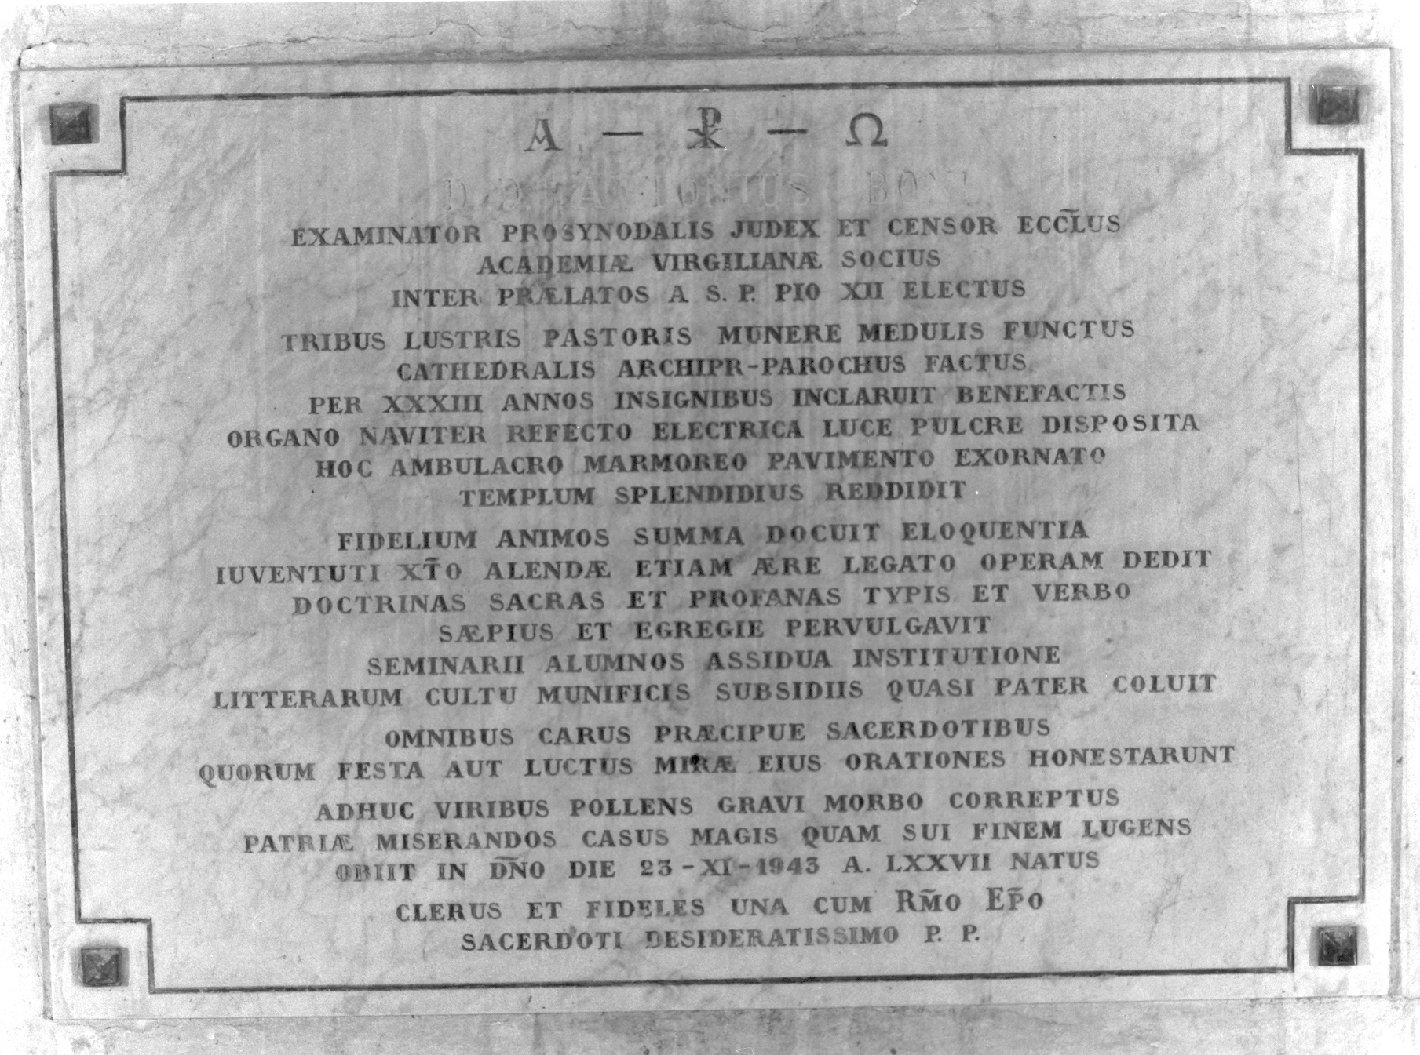 A — ☧ — Ω
EXAMINATOR PROSYNODALIS JUDEX ET CENSOR ECCL̃US
ACADEMIÆ VIRGILIANÆ SOCIUS
INTER PRÆLATOS A S. P. PIO XII ELECTUS
TRIBUS LUSTRIS PASTORIS MUNERE MEDULIS FUNCTUS
CATHEDRALIS ARCHIPR-PAROCHUS FACTUS
PER XXXIII ANNOS INSIGNIBUS INCLARUIT BENEFACTIS
ORGANO NAVITER REFECTO ELECTRICA LUCE PULCRE DISPOSITA
HOC AMBULACRO MARMOREO PAVIMENTO EXORNATO
TEMPLUM SPLENDIDIUS REDDIDIT
FIDELIUM ANIMOS SUMMA DOCUIT ELOQUENTIA
IUVENTUTI XT̃O ALENDÆ ETIAM ÆRE LEGATO OPERAM DEDIT
DOCTRINAS SACRAS ET PROFANAS TYPIS ET VERBO
SÆPIUS ET EGREGIE PERVULGAVIT
SEMINARII ALUMNOS ASSIDUA INSTITUTIONE
LITTERARUM CULTU MUNIFICIS SUBSIDIIS QUASI PATER COLUIT
OMNIBUS CARUS PRÆCIPUE SACERDOTIBUS
QUORUM FESTA AUT LUCTUS MIRÆ EIUS ORATIONES HONESTARUNT
ADHUC VIRIBUS POLLENS GRAVI MORBO CORREPTUS
PATRIÆ MISERANDOS CASUS MAGIS QUAM SUI FINEM LUGENS
OBIIT IN DÑO DIE 23-XI-1943 A. LXXVII NATUS
CLERUS ET FIDELES UNA CUM RM̃O EP̃O
SACERDOTI DESIDERATISSIMO P. P.